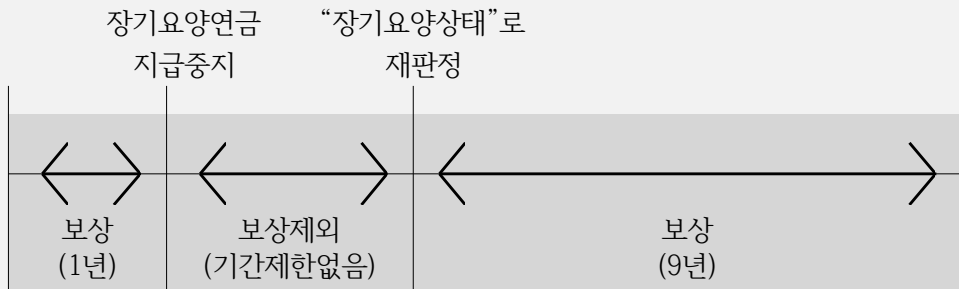 장기요양연금
지급중지
“장기요양상태”로
재판정
보상
(1년)
보상제외
(기간제한없음)
보상
(9년)